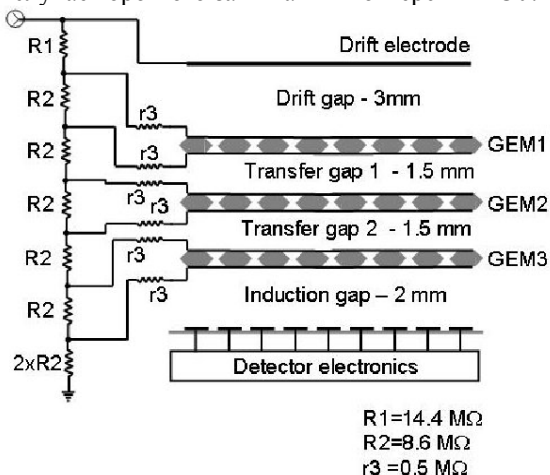 R1
Drift electrode
R2
Drift gap - 3mm
r3
R2
r3
GEM1
Transfer gap 1 - 1.5 mm
R2
r3 r3
GEM2
Transfer gap 2 - 1.5 mm
R2
r3
GEM3
R2
r3
Induction gap – 2 mm
2xR2
Detector electronics
R1=14.4 MΩ
R2=8.6 MΩ
r3 =0.5 MΩ